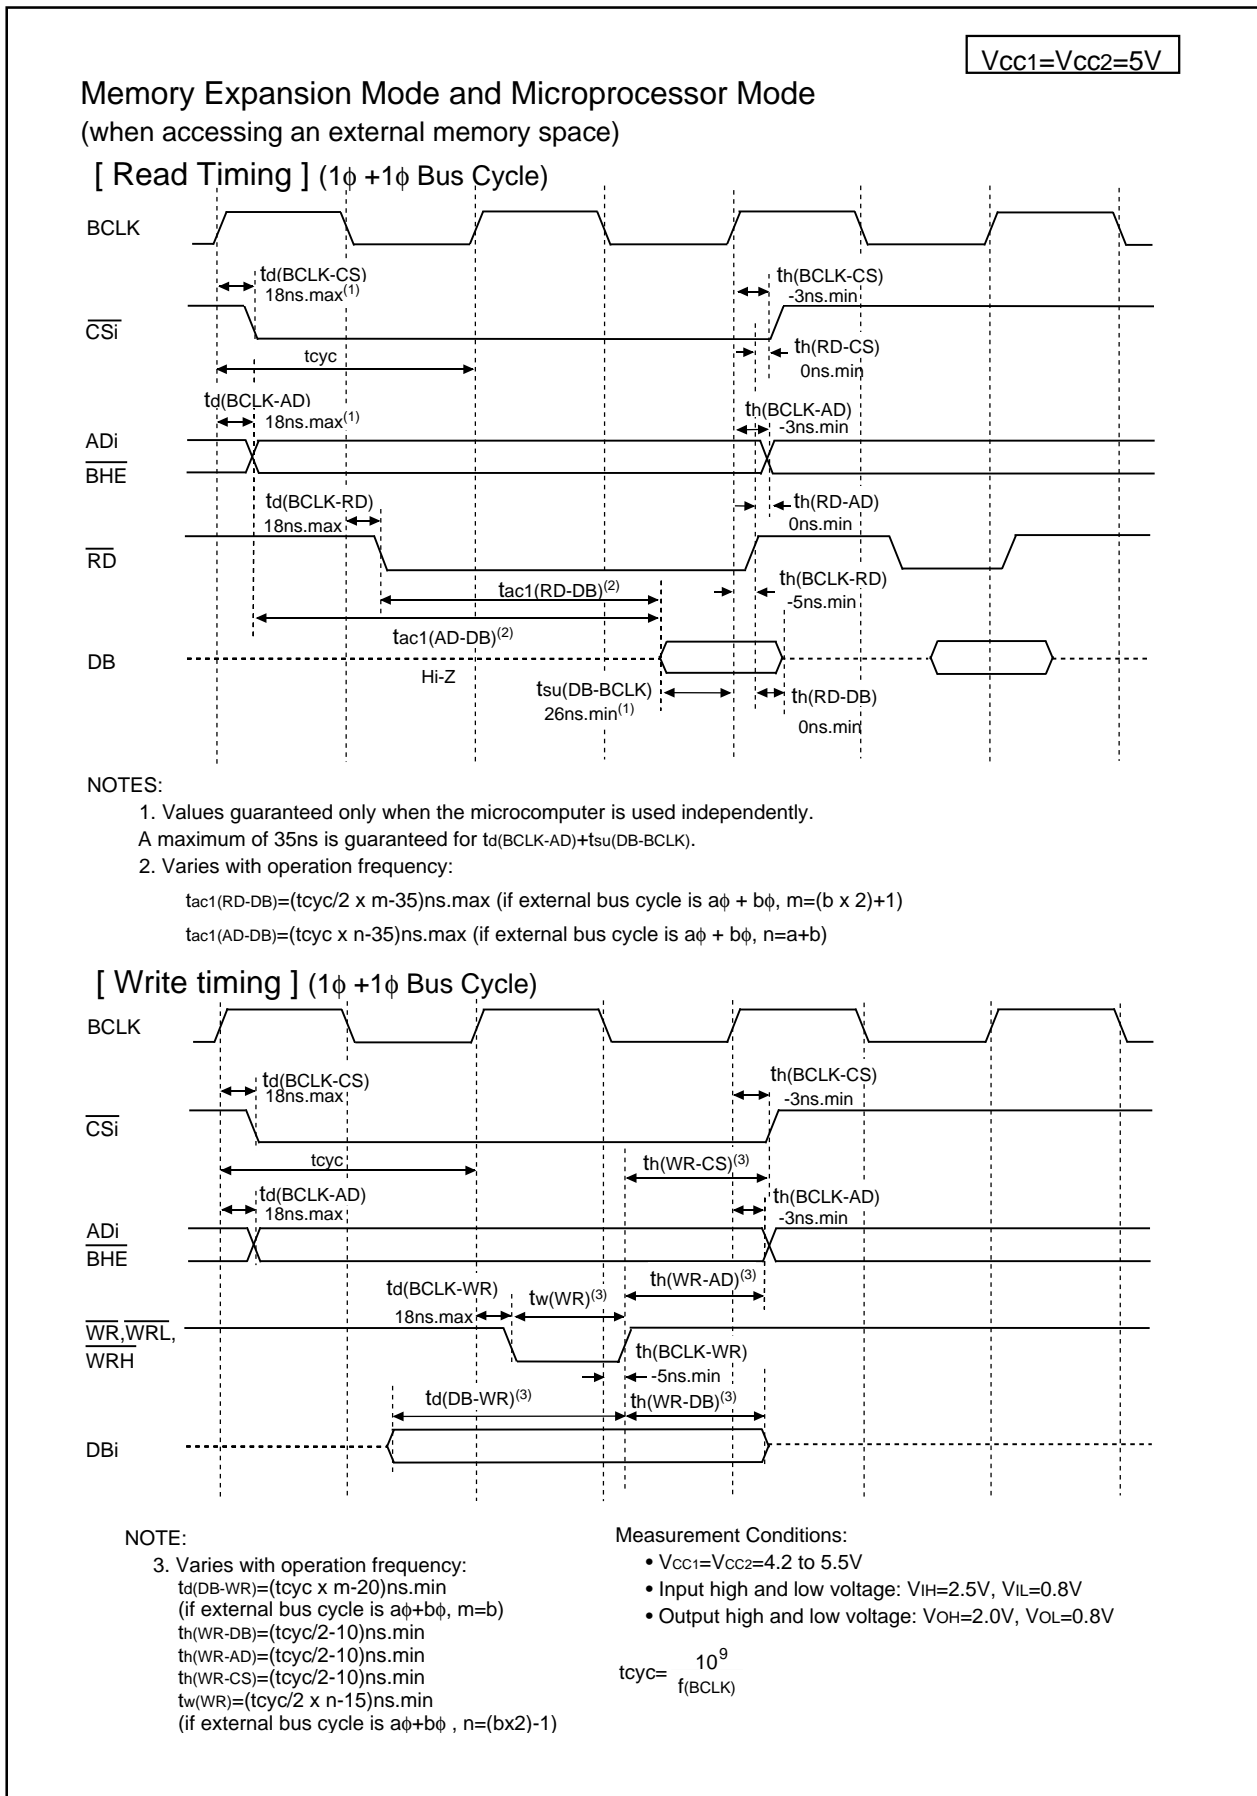 Vcc1=Vcc2=5V
Memory Expansion Mode and Microprocessor Mode
(when accessing an external memory space)
[ Read Timing ] (1ϕ +1ϕ Bus Cycle)
BCLK
td(BCLK-CS)
18ns.max(1)
th(BCLK-CS)
-3ns.min
CSi
tcyc
th(RD-CS)
0ns.min
td(BCLK-AD)
18ns.max(1)
th(BCLK-AD)
-3ns.min
ADi
BHE
td(BCLK-RD)
18ns.max
th(RD-AD)
0ns.min
RD
tac1(RD-DB)(2)
th(BCLK-RD)
-5ns.min
tac1(AD-DB)(2)
DB
Hi-Z
tsu(DB-BCLK)
26ns.min(1)
th(RD-DB)
0ns.min
NOTES:
1. Values guaranteed only when the microcomputer is used independently.
A maximum of 35ns is guaranteed for td(BCLK-AD)+tsu(DB-BCLK).
2. Varies with operation frequency:
tac1(RD-DB)=(tcyc/2 x m-35)ns.max (if external bus cycle is aϕ + bϕ, m=(b x 2)+1)
tac1(AD-DB)=(tcyc x n-35)ns.max (if external bus cycle is aϕ + bϕ, n=a+b)
[ Write timing ] (1ϕ +1ϕ Bus Cycle)
BCLK
td(BCLK-CS)
18ns.max
th(BCLK-CS)
-3ns.min
CSi
tcyc
th(WR-CS)(3)
td(BCLK-AD)
18ns.max
th(BCLK-AD)
-3ns.min
ADi
BHE
td(BCLK-WR)
18ns.max
tw(WR)(3)
th(WR-AD)(3)
WR,WRL,
WRH
th(BCLK-WR)
-5ns.min
td(DB-WR)(3)
th(WR-DB)(3)
DBi
NOTE:
3. Varies with operation frequency:
td(DB-WR)=(tcyc x m-20)ns.min
(if external bus cycle is aϕ+bϕ, m=b)
th(WR-DB)=(tcyc/2-10)ns.min
th(WR-AD)=(tcyc/2-10)ns.min
th(WR-CS)=(tcyc/2-10)ns.min
tw(WR)=(tcyc/2 x n-15)ns.min
(if external bus cycle is aϕ+bϕ , n=(bx2)-1)
Measurement Conditions:
• VCC1=VCC2=4.2 to 5.5V
• Input high and low voltage: VIH=2.5V, VIL=0.8V
• Output high and low voltage: VOH=2.0V, VOL=0.8V
tcyc= 10^9
f(BCLK)